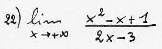 22) lim x→+∞ (x² - x + 1)/(2x - 3)